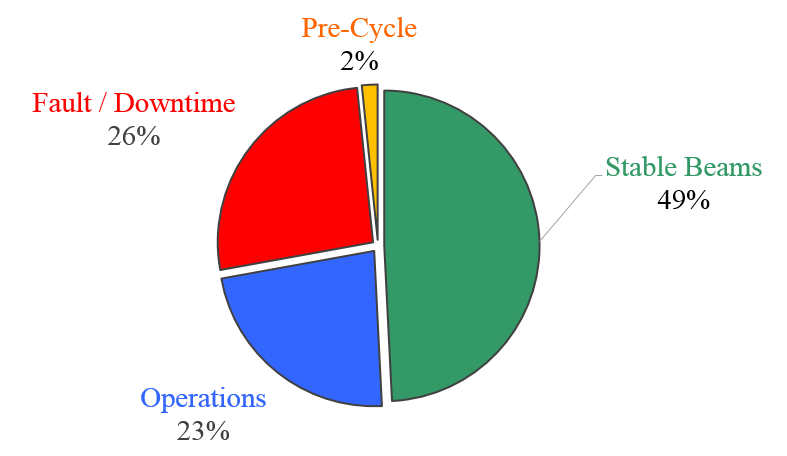 Pre-Cycle
2%
Fault / Downtime
26%
Stable Beams
49%
Operations
23%